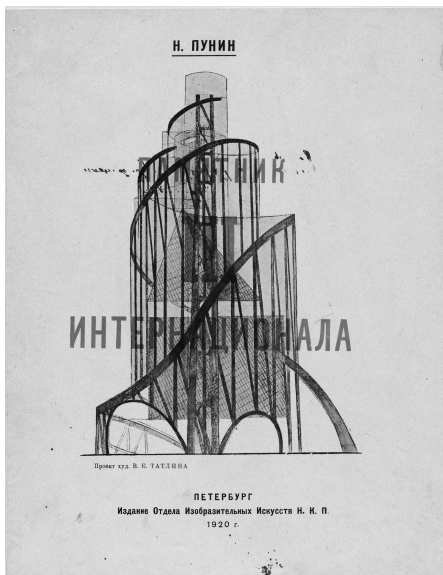 Н. ПУНИН
ПАМЯТНИК
III
ИНТЕРНАЦИОНАЛА
Проект худ. В. Е. ТАТЛИНА
ПЕТЕРБУРГ
Издание Отдела Изобразительных Искусств Н. К. П.
1920 г.